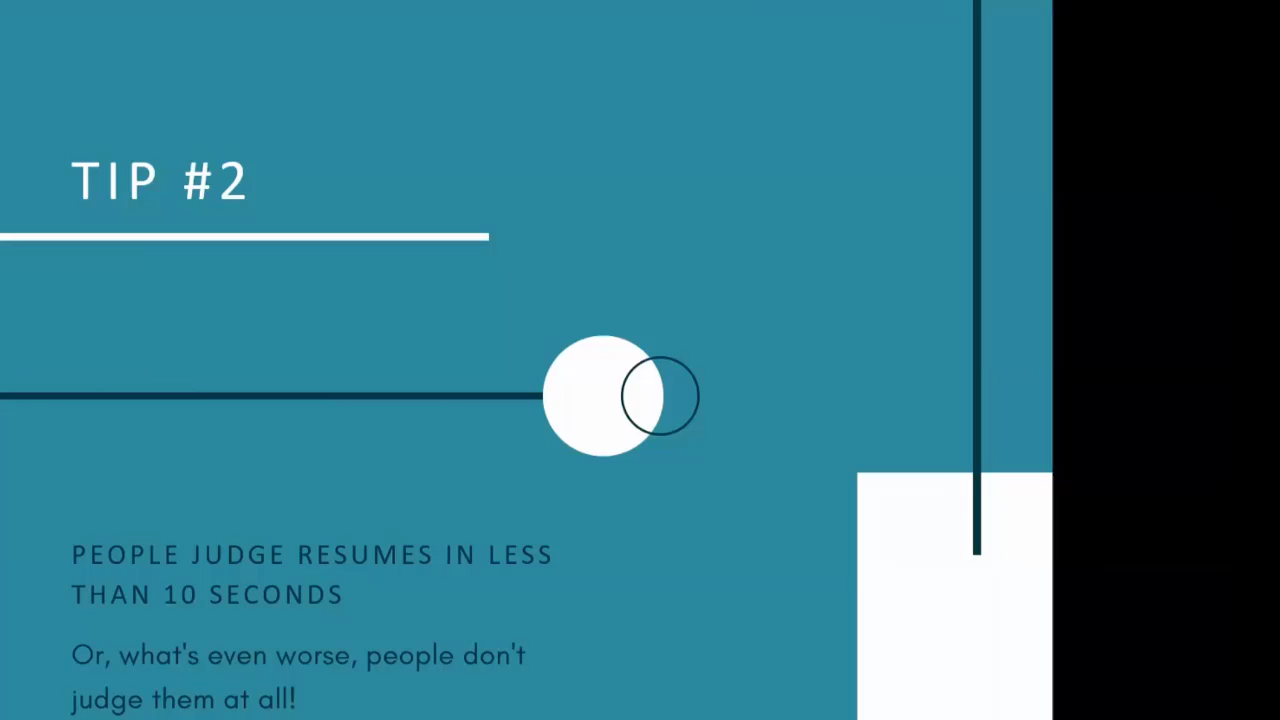 TIP #2
PEOPLE JUDGE RESUMES IN LESS
THAN 10 SECONDS
Or, what's even worse, people don't
judge them at all!